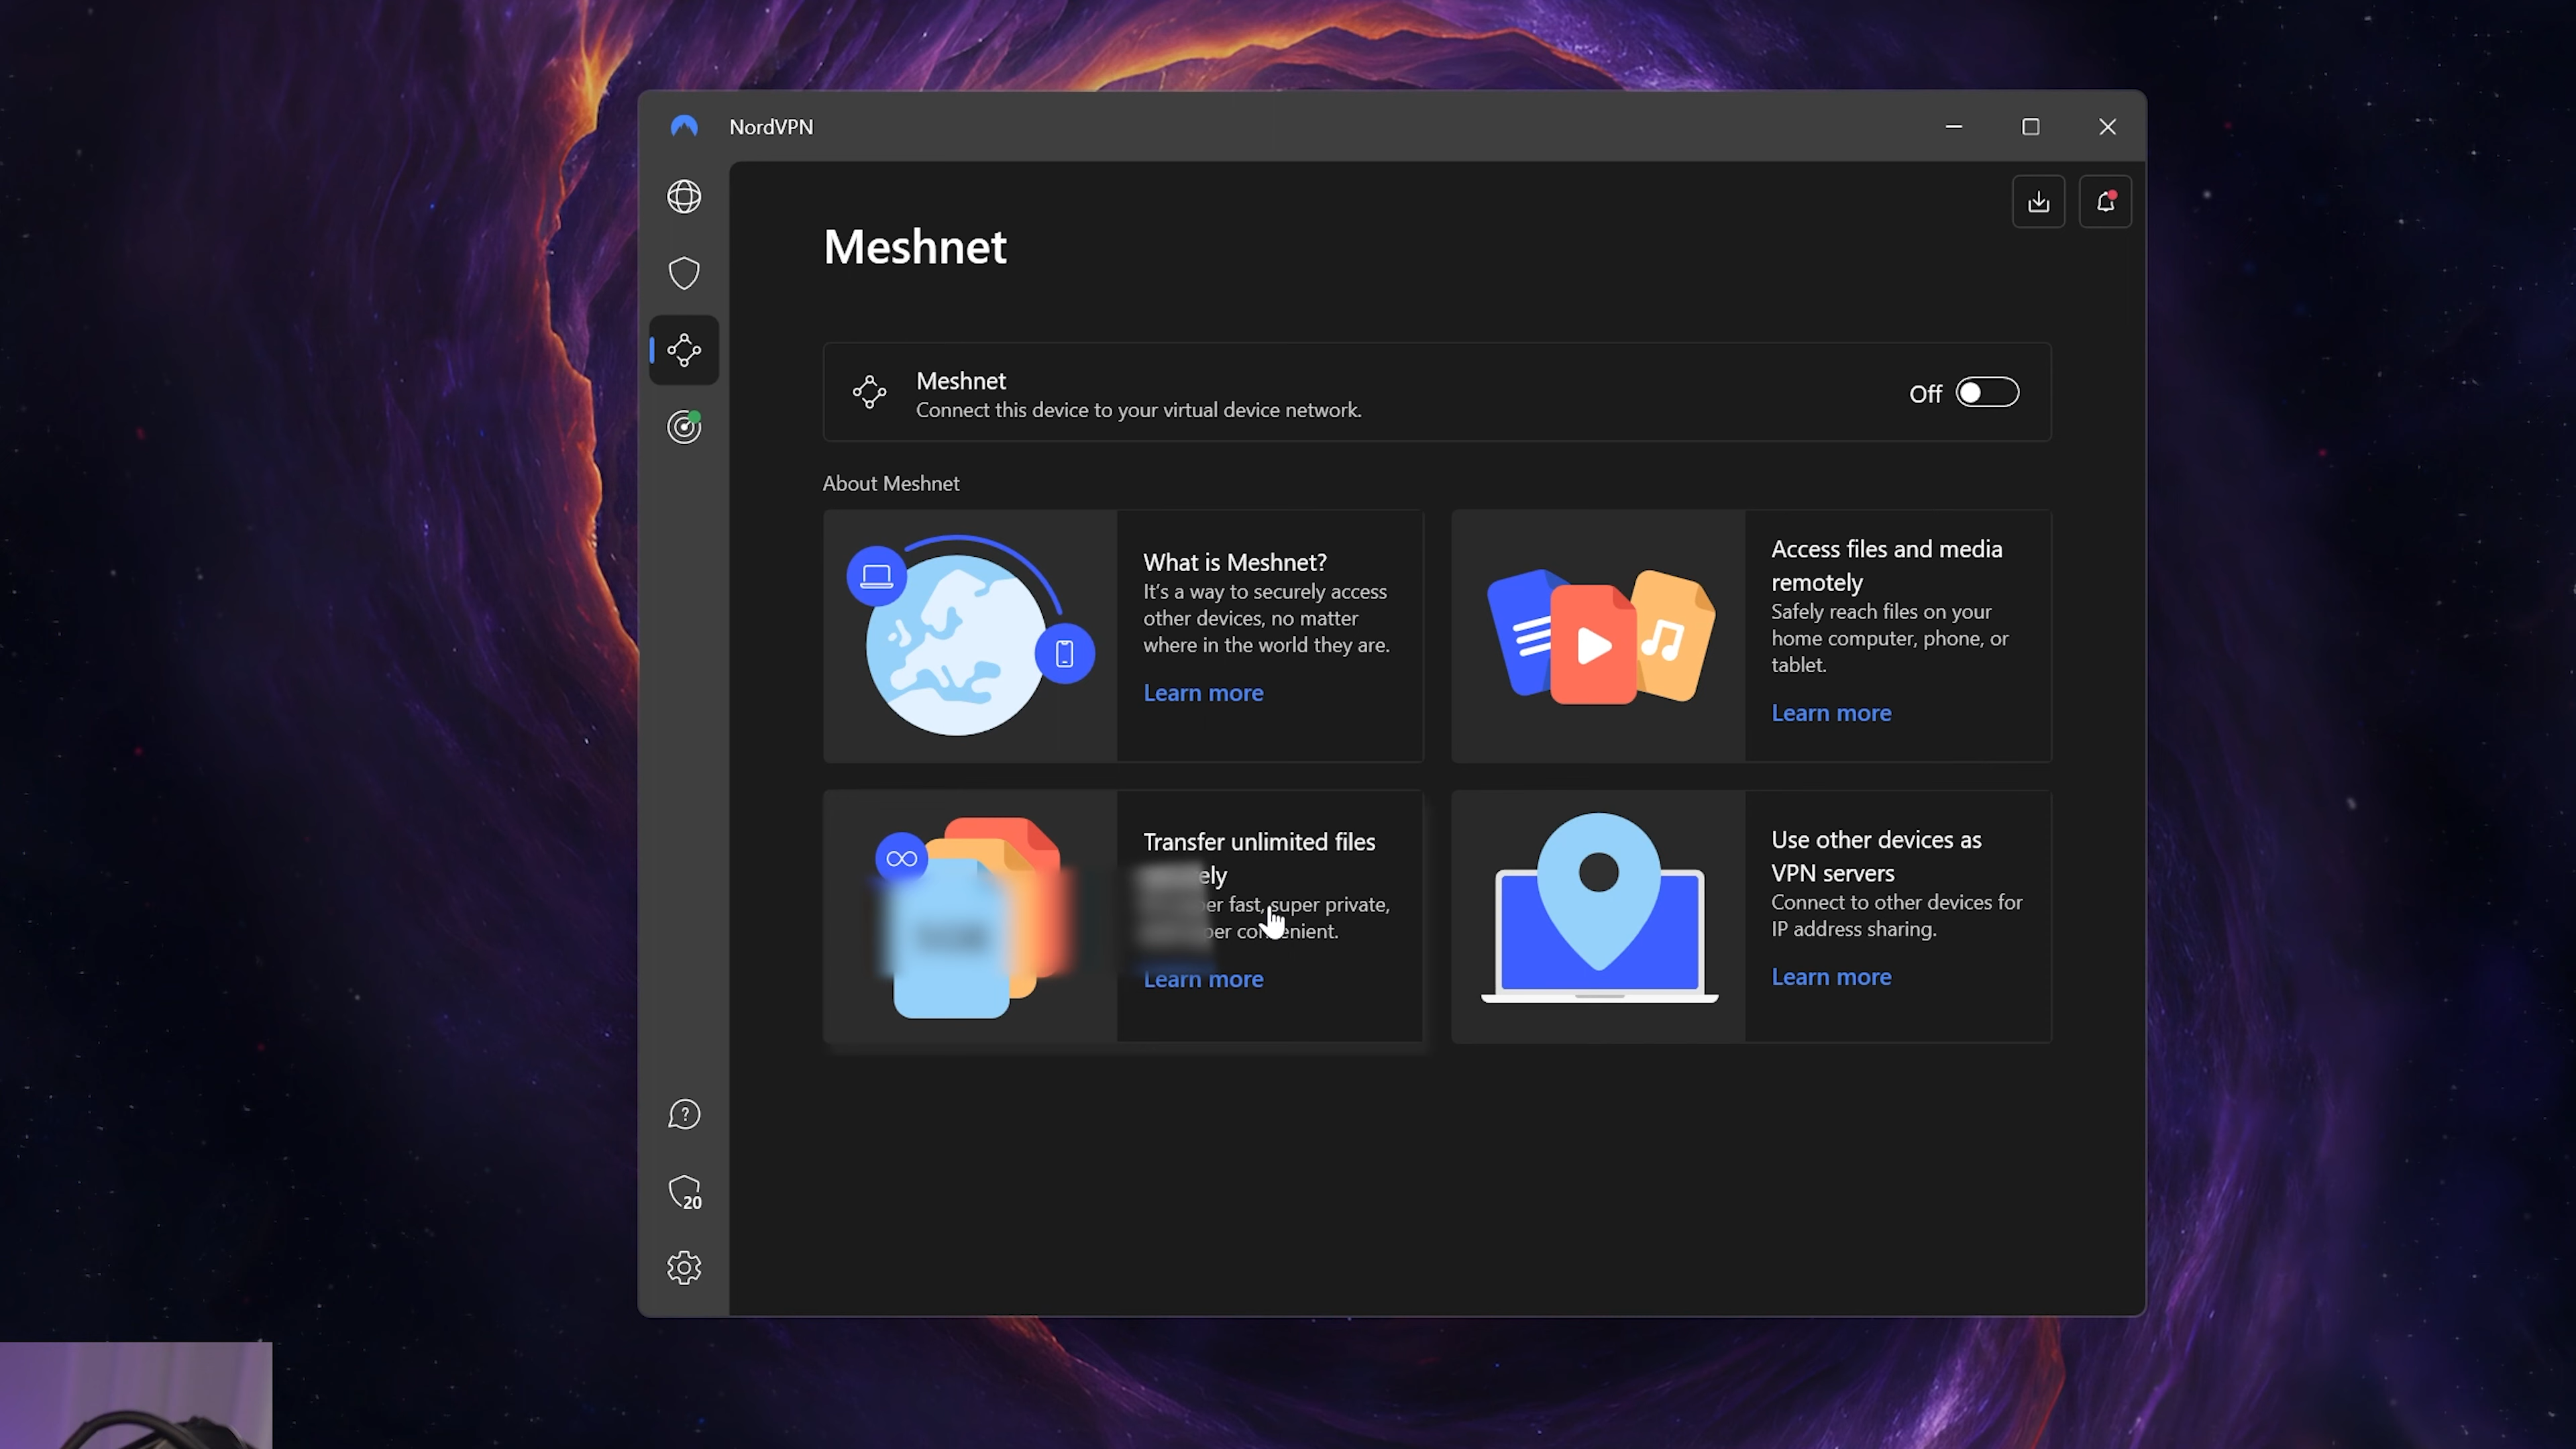 NordVPN
Meshnet
Meshnet
Connect this device to your virtual device network.
Off
About Meshnet
What is Meshnet?
It's a way to securely access
other devices, no matter
where in the world they are.
Learn more
Access files and media
remotely
Safely reach files on your
home computer, phone, or
tablet.
Learn more
Transfer unlimited files
ely
er fast, super private,
er convenient.
Learn more
Use other devices as
VPN servers
Connect to other devices for
IP address sharing.
Learn more
20